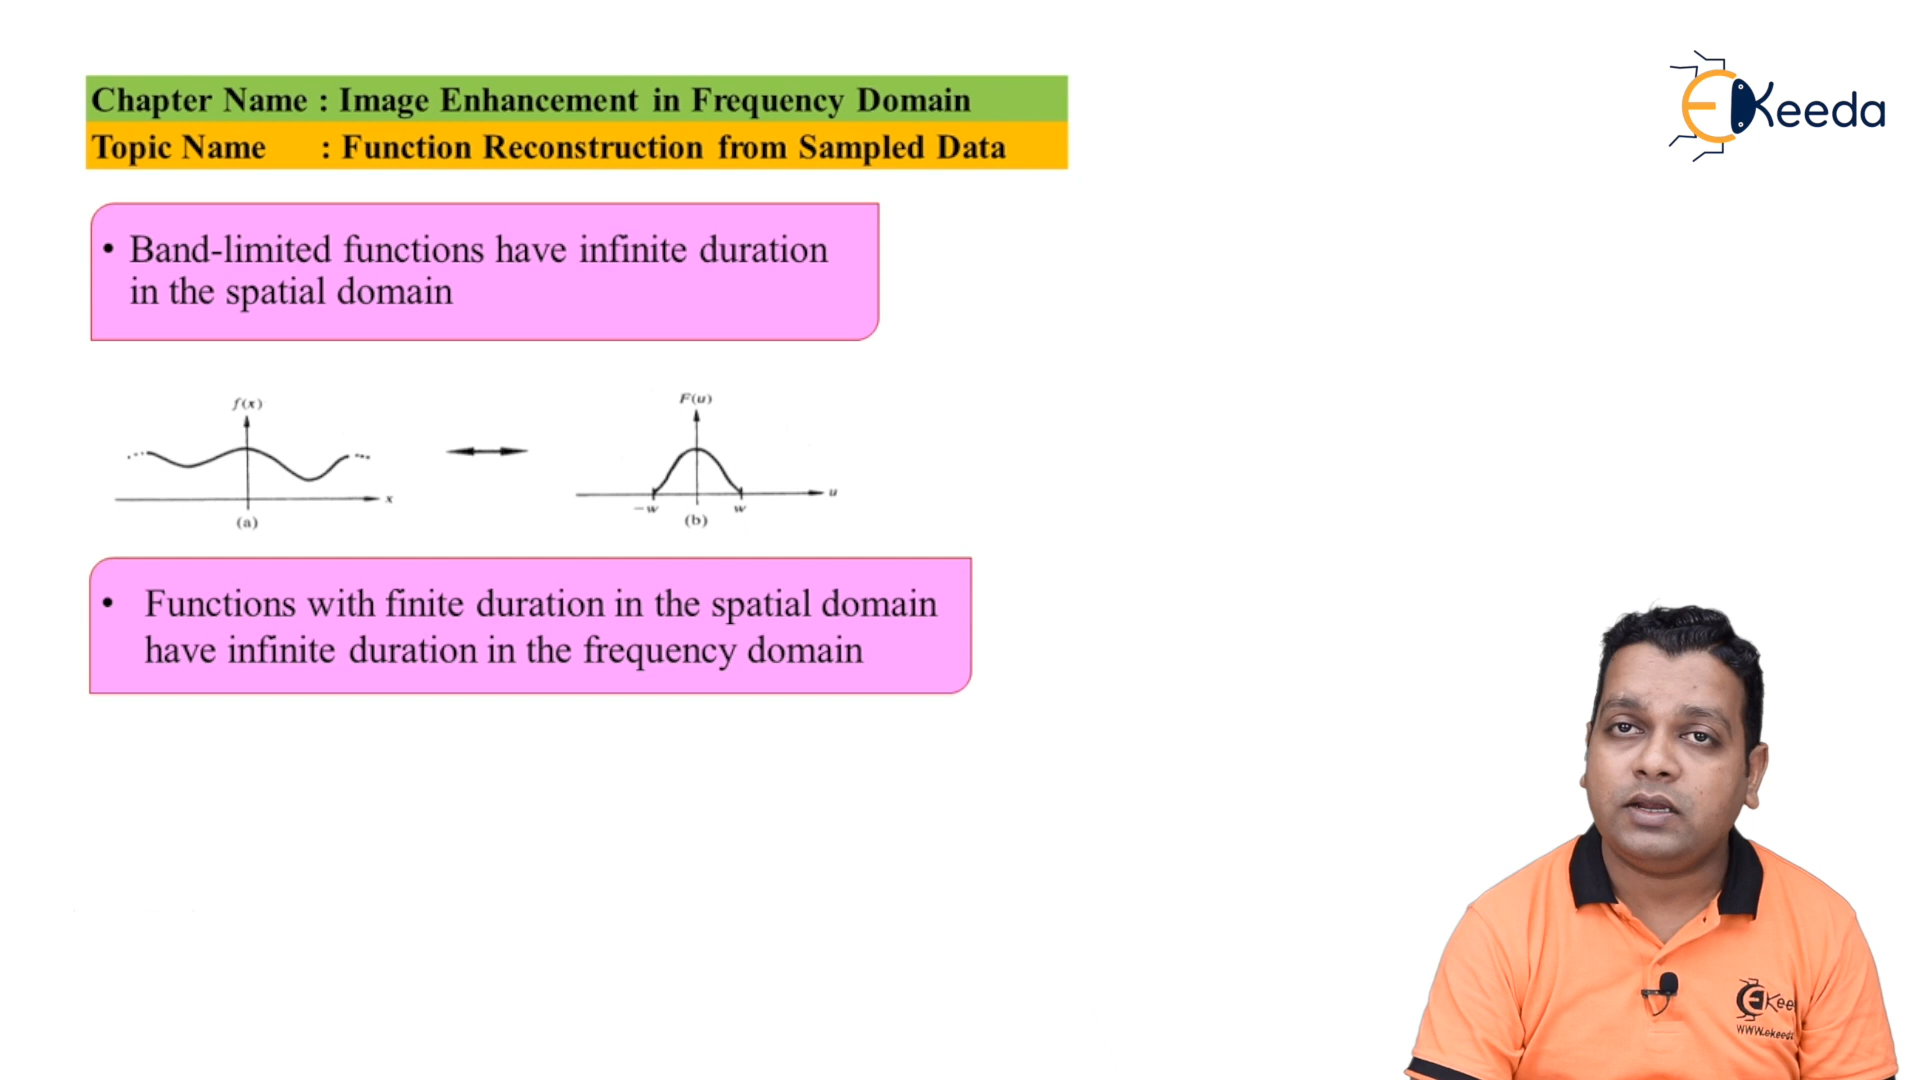 EKeeda
Chapter Name : Image Enhancement in Frequency Domain
Topic Name : Function Reconstruction from Sampled Data
• Band-limited functions have infinite duration
in the spatial domain
f(x)
x
(a)
F(u)
u
-w
w
(b)
• Functions with finite duration in the spatial domain
have infinite duration in the frequency domain